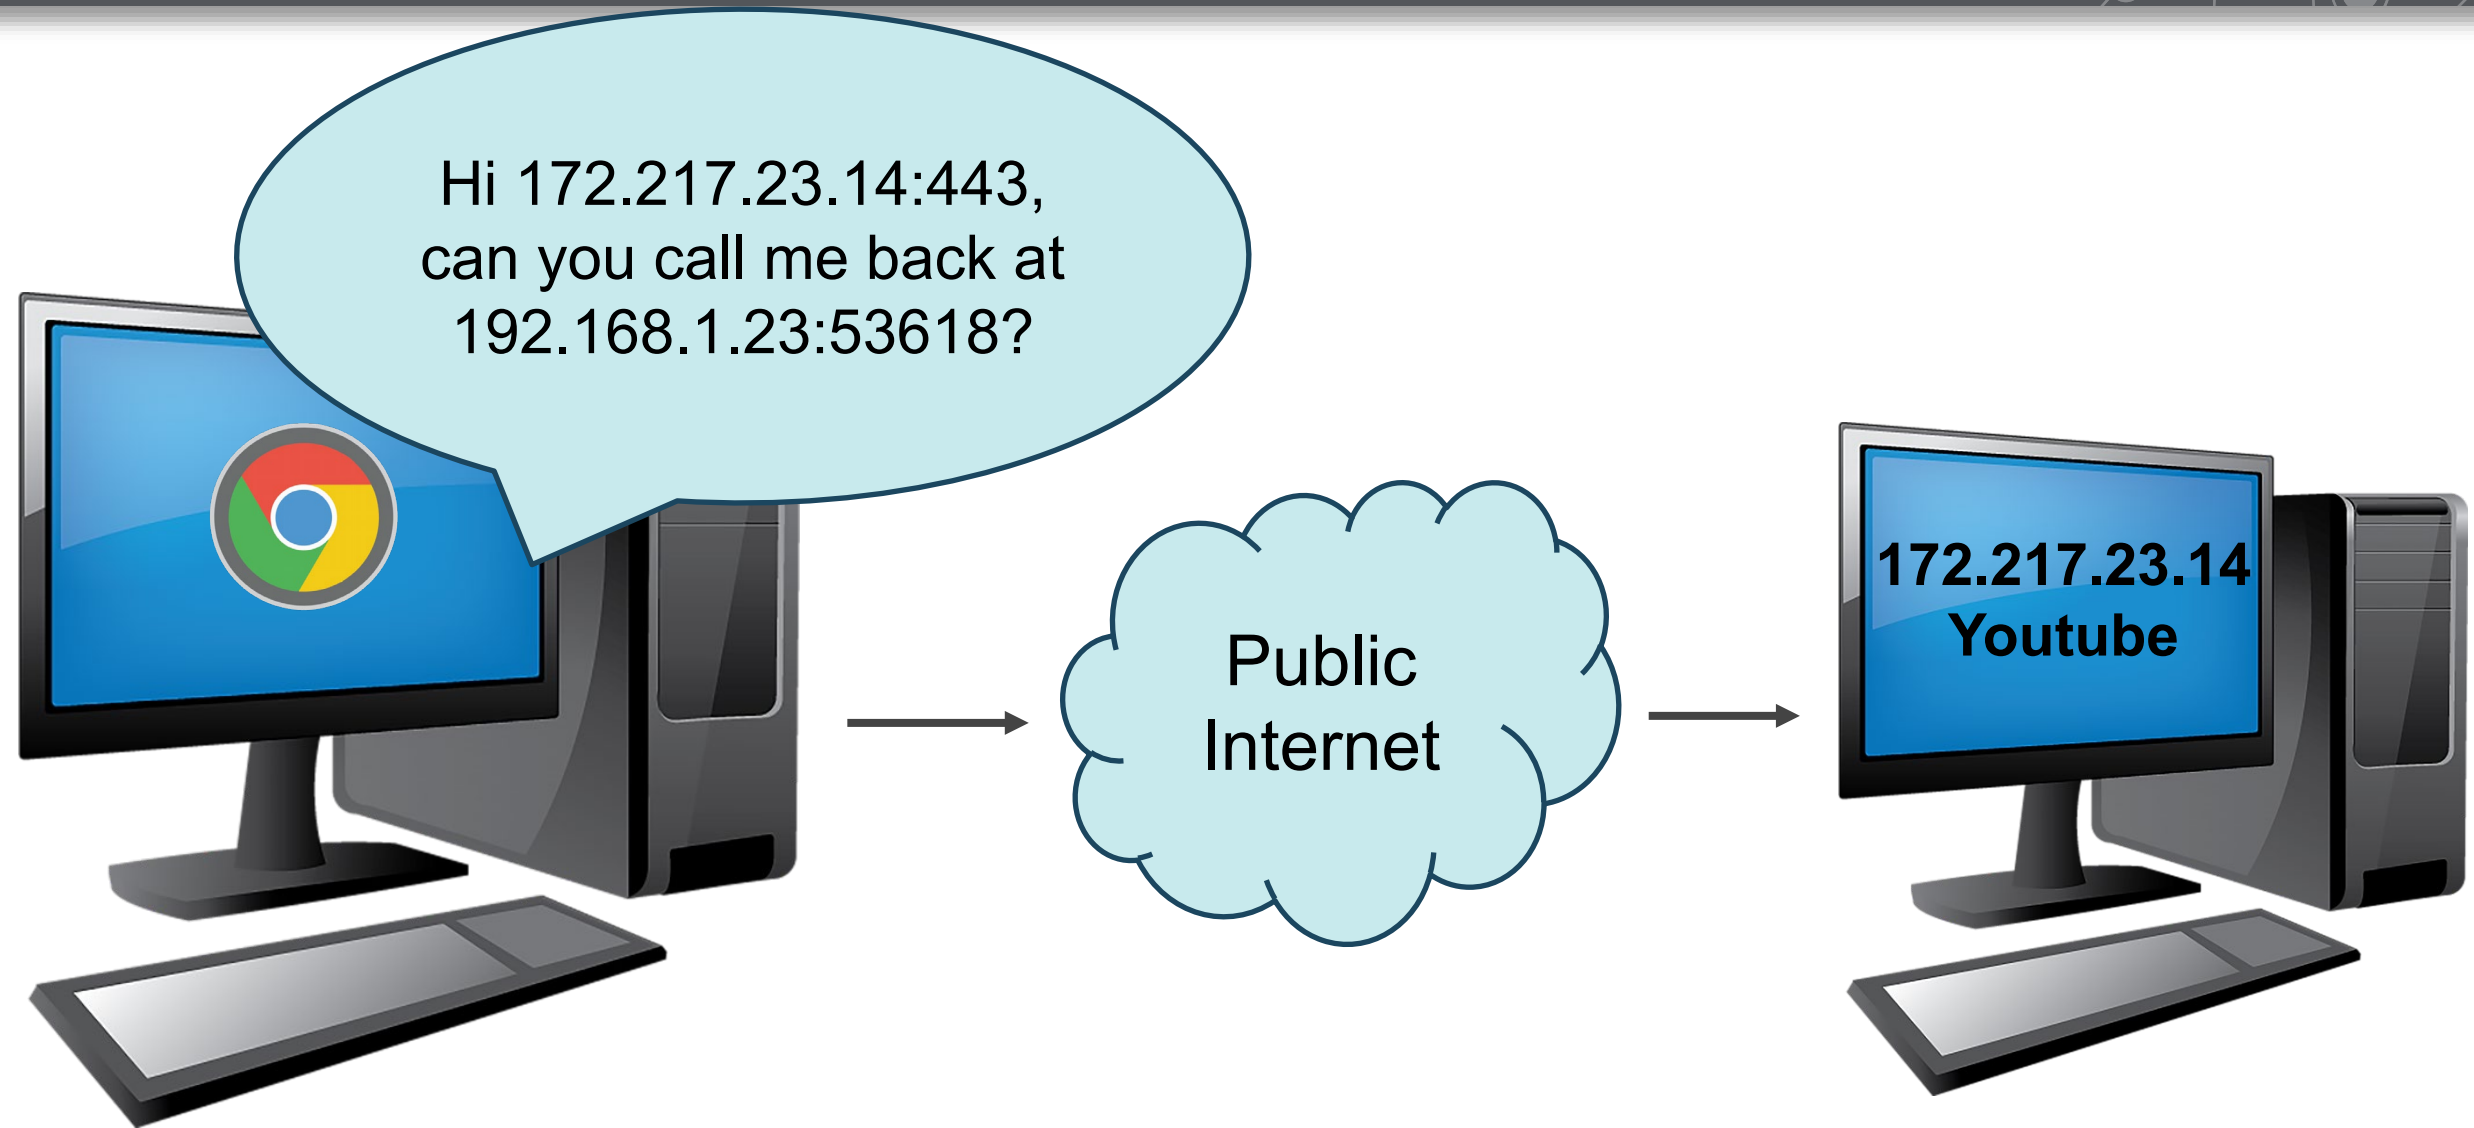 Hi 172.217.23.14:443,
can you call me back at
192.168.1.23:53618?
Public
Internet
172.217.23.14
Youtube